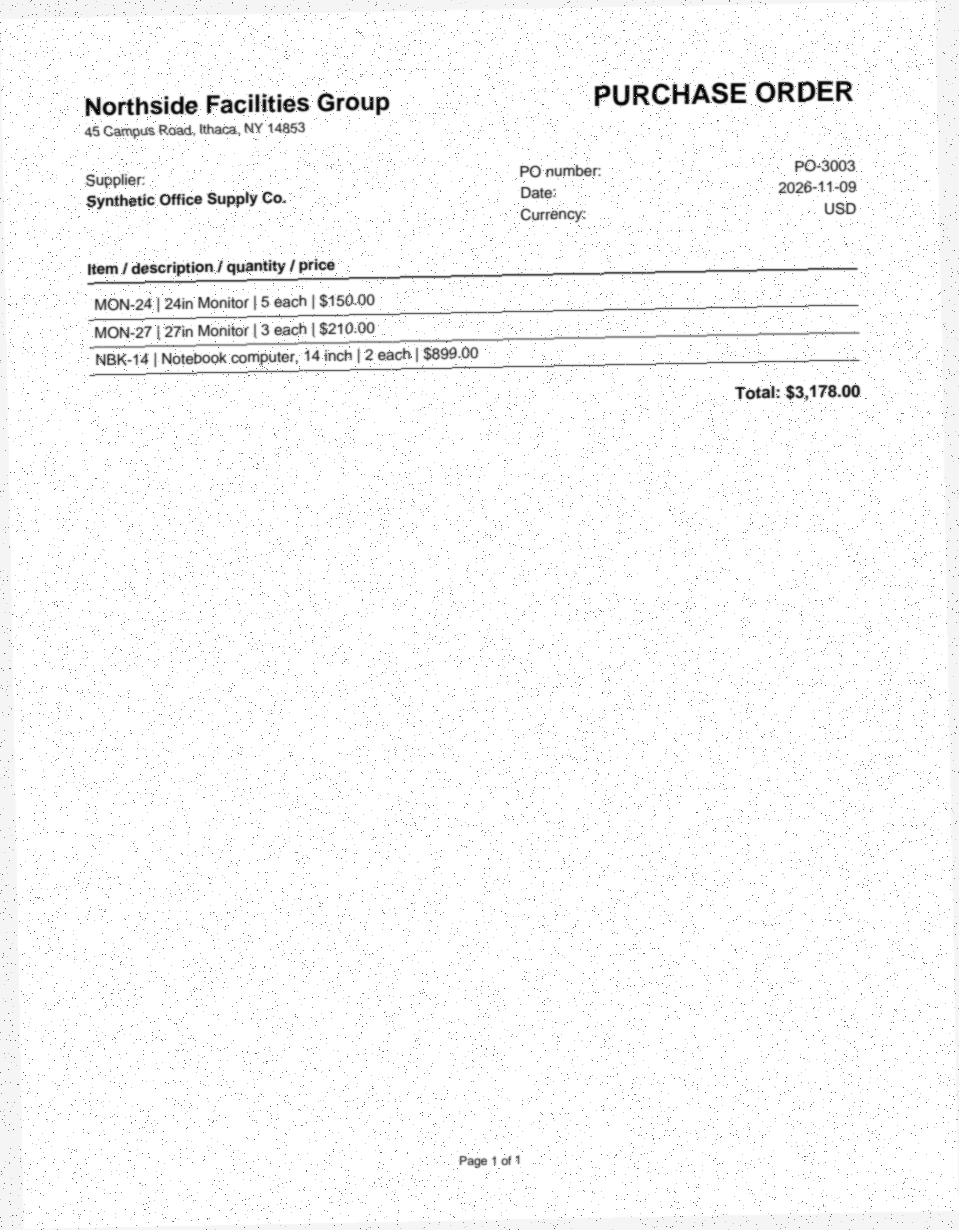 Northside Facilities Group
45 Campus Road, Ithaca, NY 14853
PURCHASE ORDER
Supplier:
Synthetic Office Supply Co.
PO number: PO-3003
Date: 2026-11-09
Currency: USD
Item / description / quantity / price
MON-24 | 24in Monitor | 5 each | $150.00
MON-27 | 27in Monitor | 3 each | $210.00
NBK-14 | Notebook computer, 14 inch | 2 each | $899.00
Total: $3,178.00
Page 1 of 1